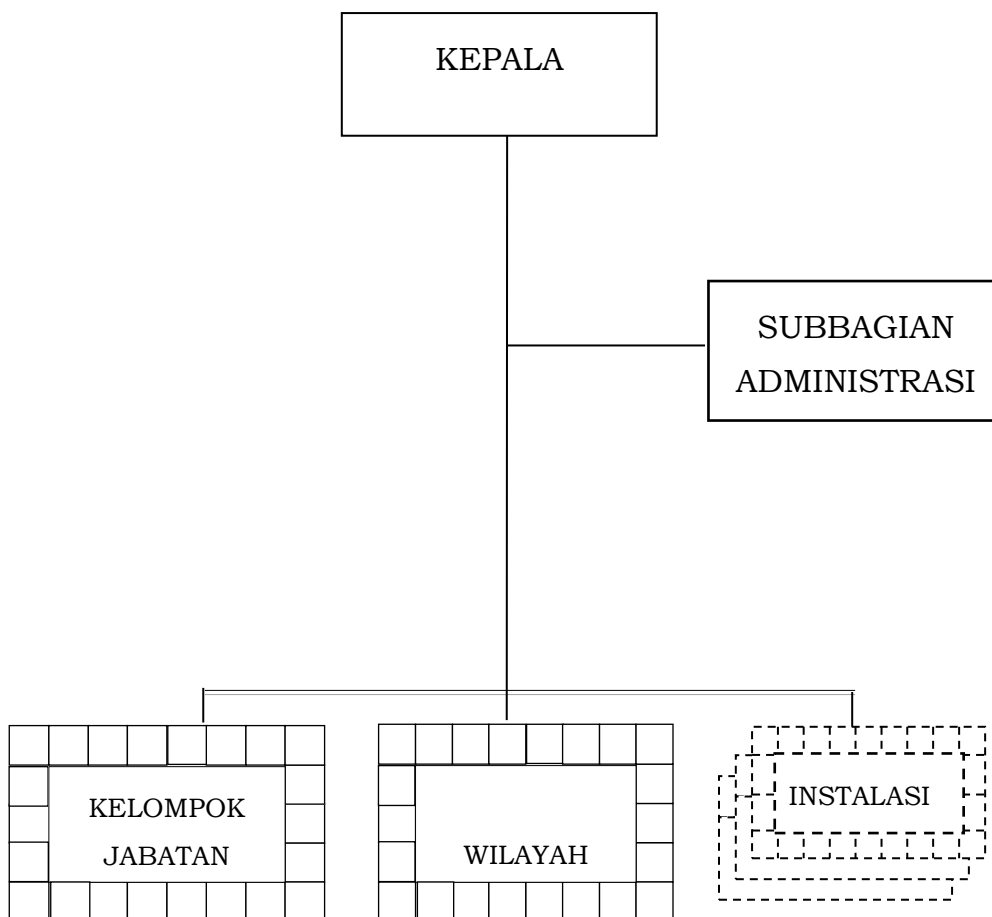 KEPALA
SUBBAGIAN
ADMINISTRASI
KELOMPOK
JABATAN
WILAYAH
INSTALASI